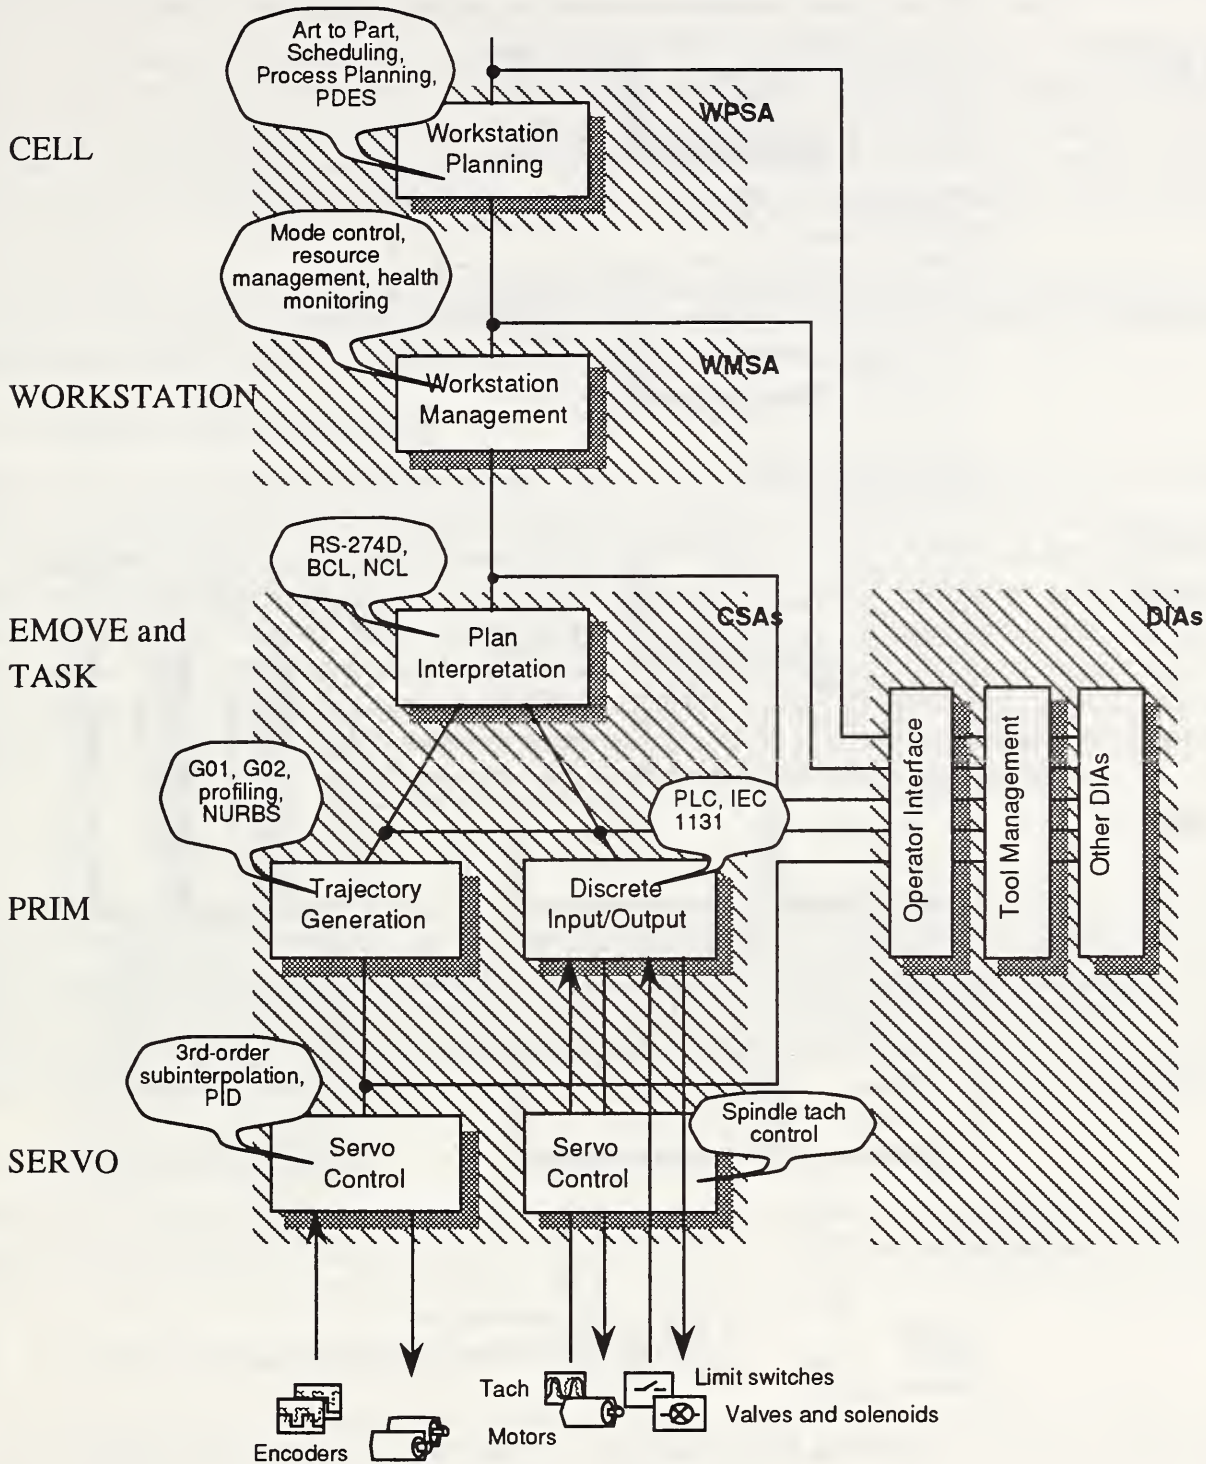 Art to Part,
Scheduling,
Process Planning,
PDES
WPSA
CELL
Workstation
Planning
Mode control,
resource
management, health
monitoring
WMSA
WORKSTATION
Workstation
Management
RS-274D,
BCL, NCL
CSAs
DIAs
EMOVE and
TASK
Plan
Interpretation
G01, G02,
profiling,
NURBS
PLC, IEC
1131
Operator Interface
Tool Management
Other DIAs
PRIM
Trajectory
Generation
Discrete
Input/Output
3rd-order
subinterpolation,
PID
Spindle tach
control
SERVO
Servo
Control
Servo
Control
Tach
Limit switches
Motors
Valves and solenoids
Encoders